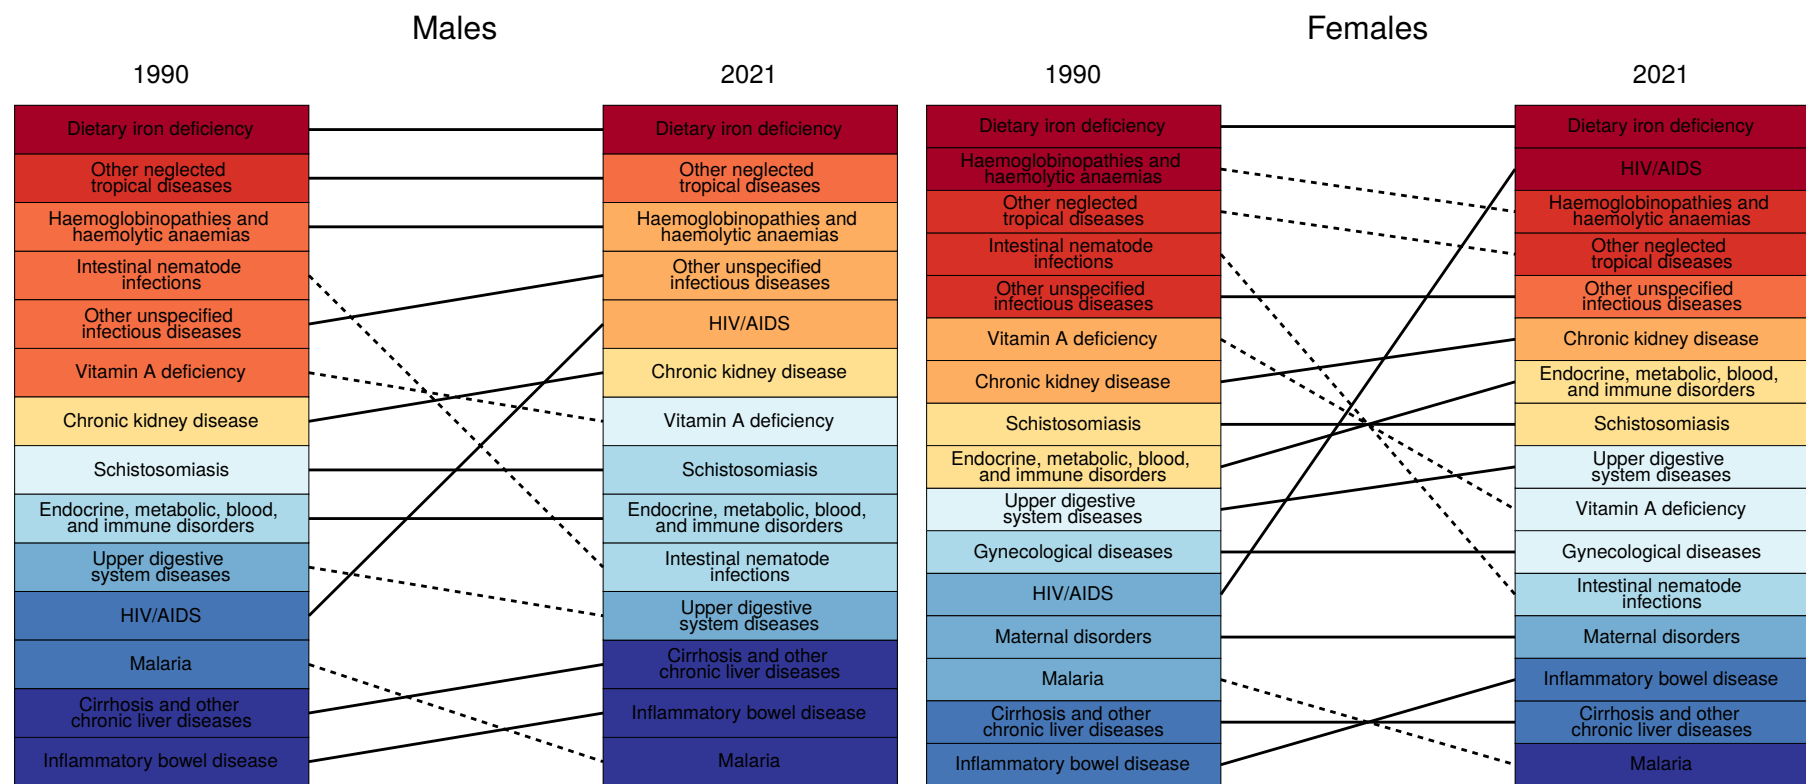 Males
1990
2021
Dietary iron deficiency
Other neglected
tropical diseases
Haemoglobinopathies and
haemolytic anaemias
Intestinal nematode
infections
Other unspecified
infectious diseases
Vitamin A deficiency
Chronic kidney disease
Schistosomiasis
Endocrine, metabolic, blood,
and immune disorders
Upper digestive
system diseases
HIV/AIDS
Malaria
Cirrhosis and other
chronic liver diseases
Inflammatory bowel disease
Dietary iron deficiency
Other neglected
tropical diseases
Haemoglobinopathies and
haemolytic anaemias
Other unspecified
infectious diseases
HIV/AIDS
Chronic kidney disease
Vitamin A deficiency
Schistosomiasis
Endocrine, metabolic, blood,
and immune disorders
Intestinal nematode
infections
Upper digestive
system diseases
Cirrhosis and other
chronic liver diseases
Inflammatory bowel disease
Malaria
Females
1990
2021
Dietary iron deficiency
Haemoglobinopathies and
haemolytic anaemias
Other neglected
tropical diseases
Intestinal nematode
infections
Other unspecified
infectious diseases
Vitamin A deficiency
Chronic kidney disease
Schistosomiasis
Endocrine, metabolic, blood,
and immune disorders
Upper digestive
system diseases
Gynecological diseases
HIV/AIDS
Maternal disorders
Malaria
Cirrhosis and other
chronic liver diseases
Inflammatory bowel disease
Dietary iron deficiency
HIV/AIDS
Haemoglobinopathies and
haemolytic anaemias
Other neglected
tropical diseases
Other unspecified
infectious diseases
Chronic kidney disease
Endocrine, metabolic, blood,
and immune disorders
Schistosomiasis
Upper digestive
system diseases
Vitamin A deficiency
Gynecological diseases
Intestinal nematode
infections
Maternal disorders
Inflammatory bowel disease
Cirrhosis and other
chronic liver diseases
Malaria